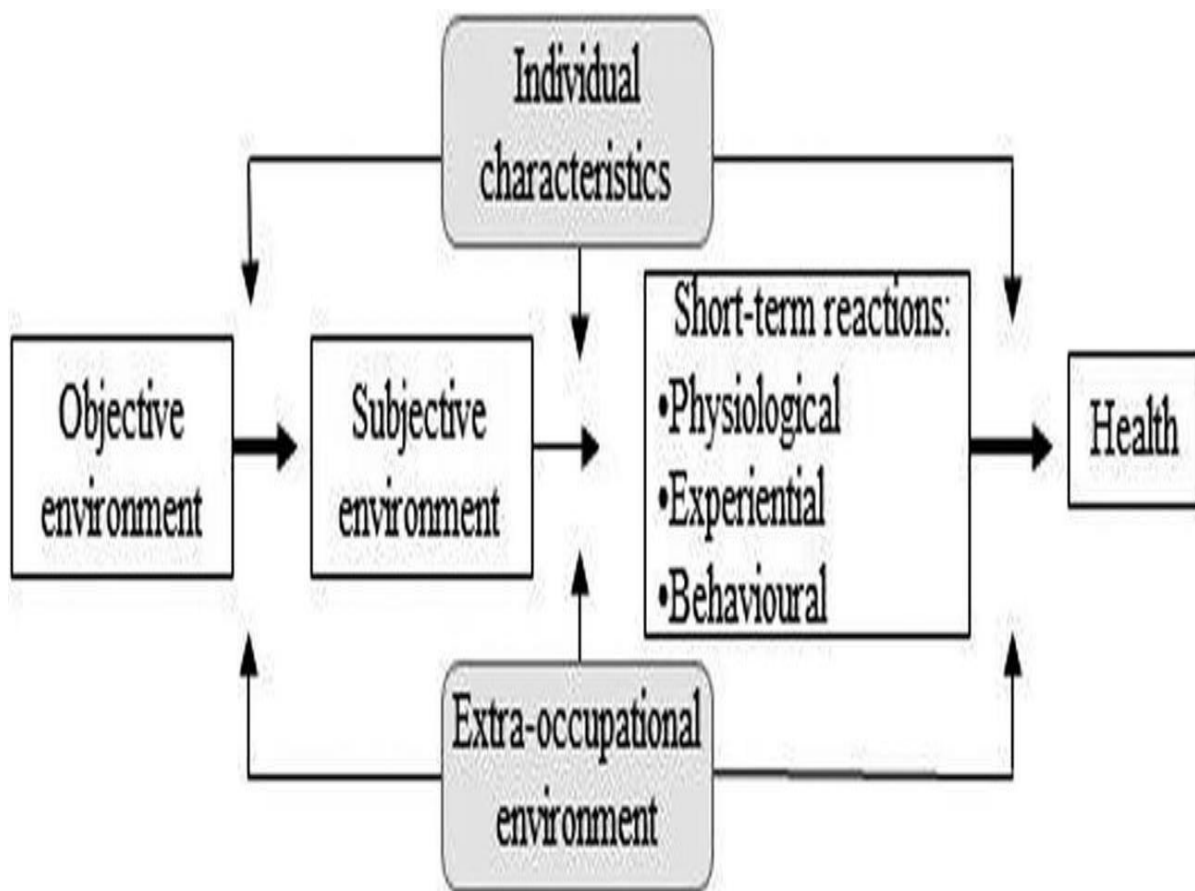 Individual
characteristics
Objective
environment
Subjective
environment
Short-term reactions:
•Physiological
•Experiential
•Behavioural
Health
Extra-occupational
environment